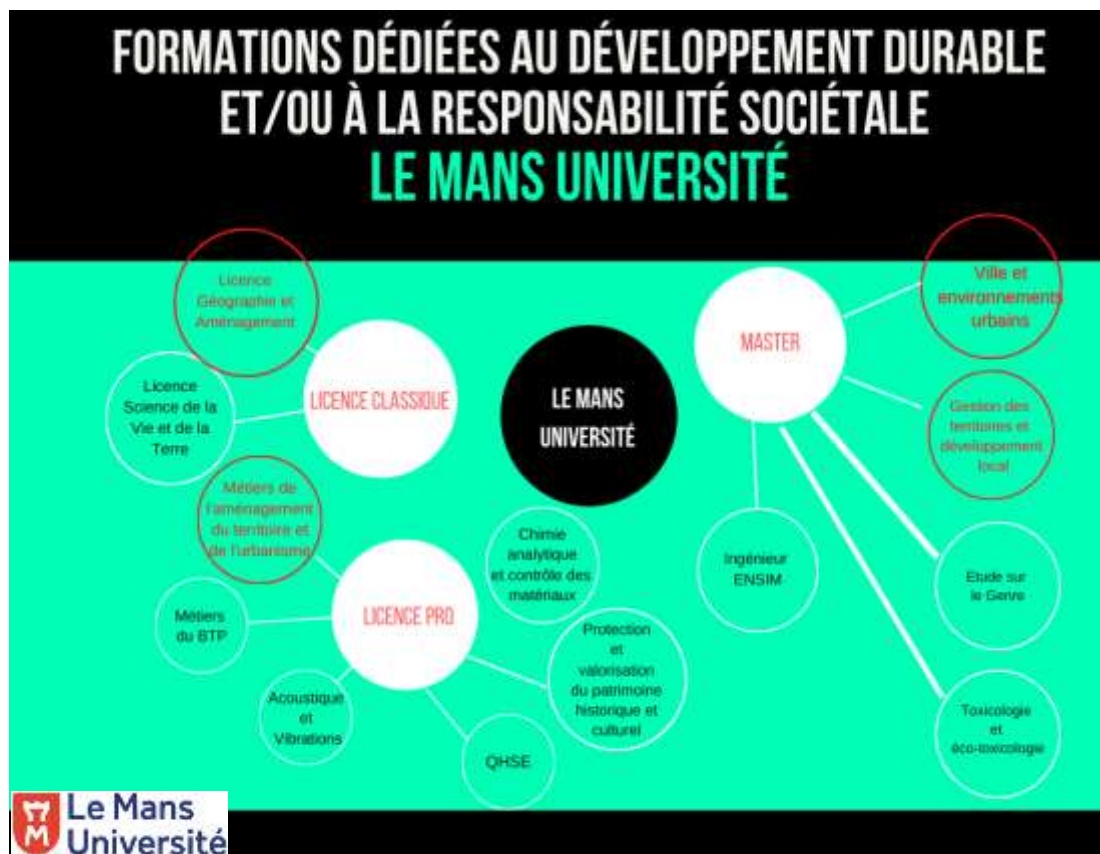 FORMATIONS DÉDIÉES AU DÉVELOPPEMENT DURABLE
ET/OU À LA RESPONSABILITÉ SOCIÉTALE
LE MANS UNIVERSITÉ
Licence
Géographie et
Aménagement
Licence
Science de la
Vie et de la
Terre
LICENCE CLASSIQUE
LE MANS
UNIVERSITÉ
MASTER
Ville et
environnements
urbains
Gestion des
territoires et
développement
local
Métiers de
l'aménagement
du territoire et
de l'urbanisme
Métiers
du BTP
LICENCE PRO
Acoustique
et
Vibrations
QHSE
Chimie
analytique
et contrôle des
matériaux
Protection
et
valorisation
du patrimoine
historique et
culturel
Ingénieur
ENSIM
Etude sur
le Genre
Toxicologie
et
éco-toxicologie
Le Mans
Université